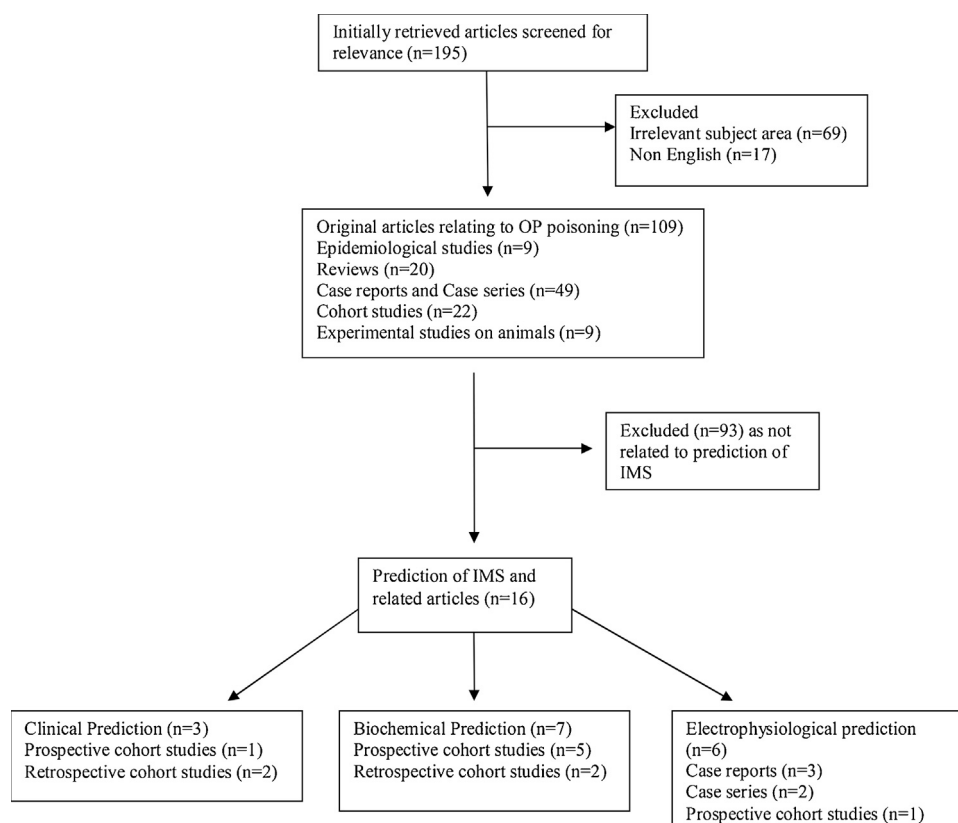 Initially retrieved articles screened for
relevance (n=195)
Excluded
Irrelevant subject area (n=69)
Non English (n=17)
Original articles relating to OP poisoning (n=109)
Epidemiological studies (n=9)
Reviews (n=20)
Case reports and Case series (n=49)
Cohort studies (n=22)
Experimental studies on animals (n=9)
Excluded (n=93) as not
related to prediction of
IMS
Prediction of IMS and
related articles (n=16)
Clinical Prediction (n=3)
Prospective cohort studies (n=1)
Retrospective cohort studies (n=2)
Biochemical Prediction (n=7)
Prospective cohort studies (n=5)
Retrospective cohort studies (n=2)
Electrophysiological prediction
(n=6)
Case reports (n=3)
Case series (n=2)
Prospective cohort studies (n=1)